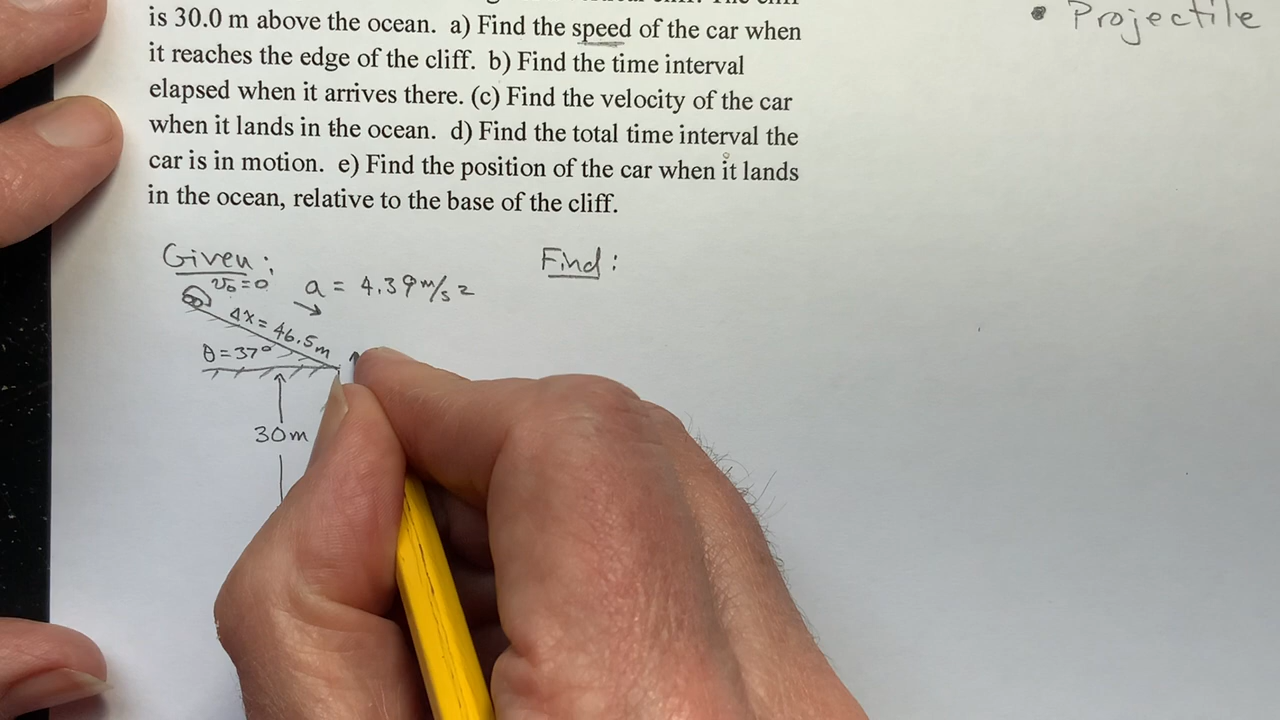 is 30.0 m above the ocean. a) Find the speed of the car when
it reaches the edge of the cliff. b) Find the time interval
elapsed when it arrives there. (c) Find the velocity of the car
when it lands in the ocean. d) Find the total time interval the
car is in motion. e) Find the position of the car when it lands
in the ocean, relative to the base of the cliff.
• Projectile
Given:
Find:
v₀=0
a = 4.39 m/s2
Δx = 46.5m
θ=37°
30m